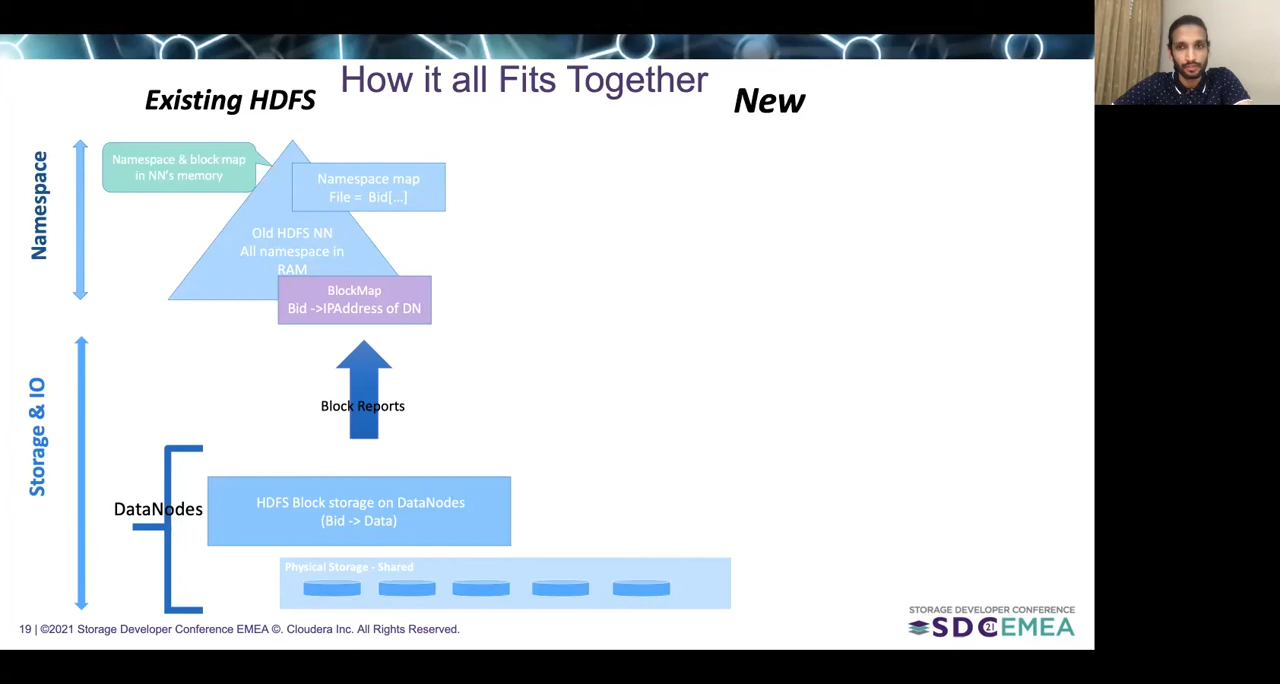 How it all Fits Together
Existing HDFS
New
Namespace
Namespace & block map
in NN's memory
Namespace map
File = Bid[...]
Old HDFS NN
All namespace in
RAM
BlockMap
Bid ->IPAddress of DN
Storage & IO
Block Reports
DataNodes
HDFS Block storage on DataNodes
(Bid -> Data)
Physical Storage - Shared
19 | ©2021 Storage Developer Conference EMEA ©. Cloudera Inc. All Rights Reserved.
STORAGE DEVELOPER CONFERENCE
SDC 21 EMEA